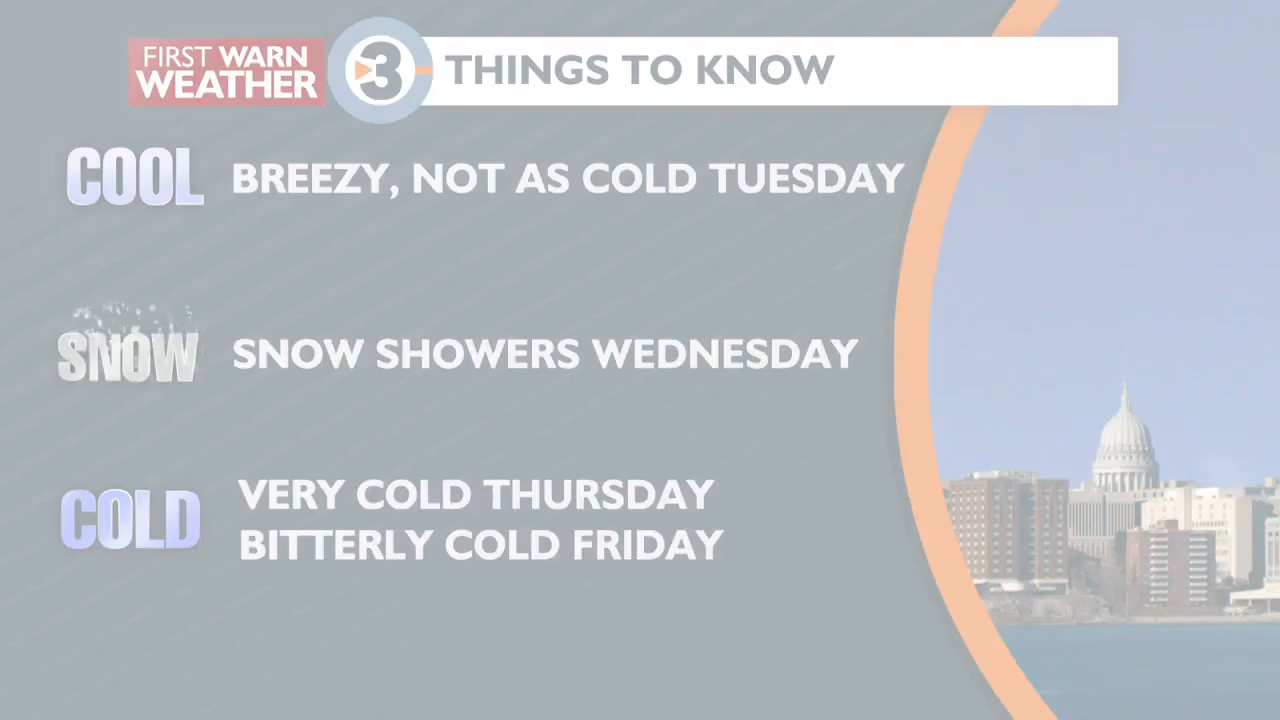 FIRST WARN
WEATHER
3 THINGS TO KNOW
COOL BREEZY, NOT AS COLD TUESDAY
SNOW SNOW SHOWERS WEDNESDAY
COLD VERY COLD THURSDAY
BITTERLY COLD FRIDAY